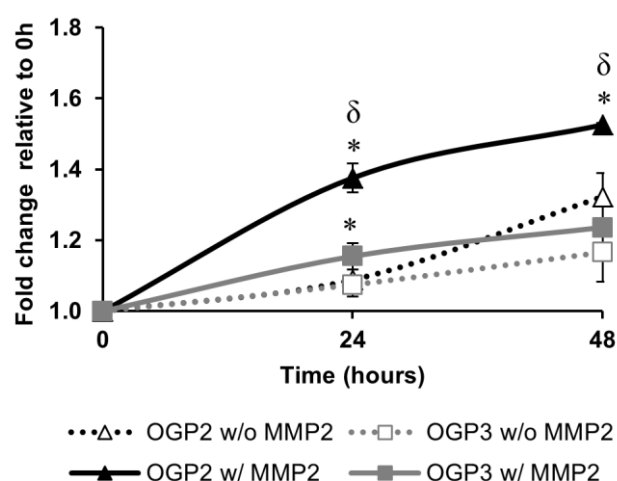 Fold change relative to 0h
1.8
1.6
1.4
1.2
1.0
δ
*
*
δ
*
0
24
48
Time (hours)
OGP2 w/o MMP2
OGP3 w/o MMP2
OGP2 w/ MMP2
OGP3 w/ MMP2